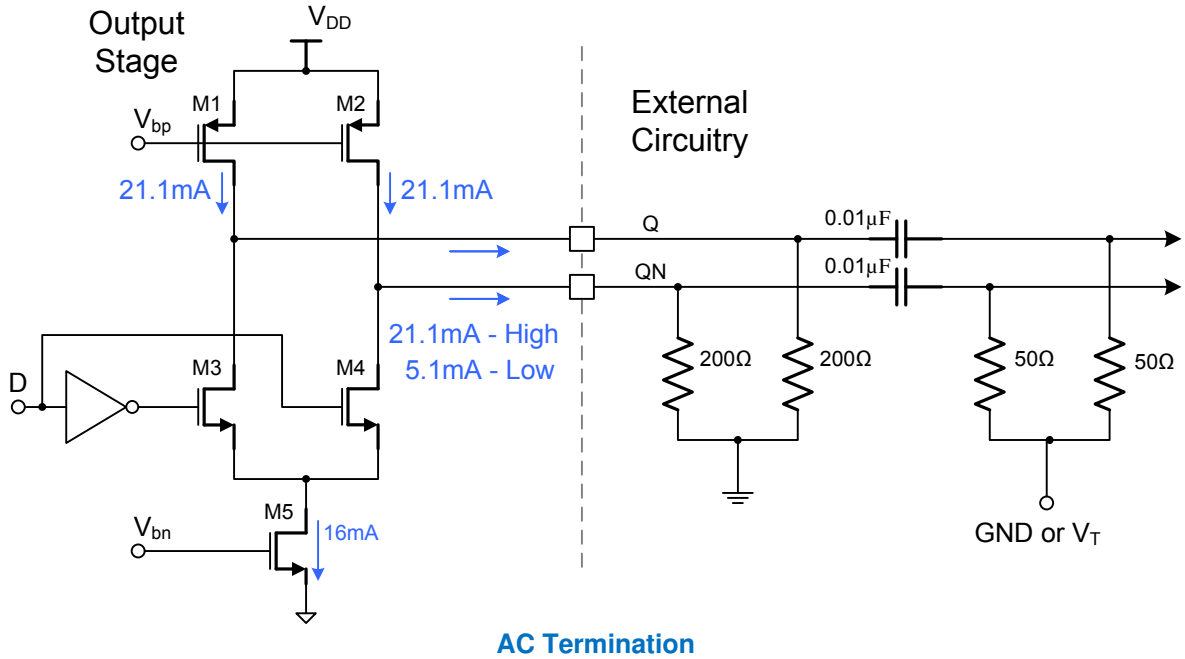 Output
Stage
V_DD
External
Circuitry
M1
M2
V_bp
21.1mA
21.1mA
Q
0.01µF
QN
0.01µF
21.1mA - High
5.1mA - Low
200Ω
200Ω
50Ω
50Ω
D
M3
M4
M5
V_bn
16mA
GND or V_T
AC Termination